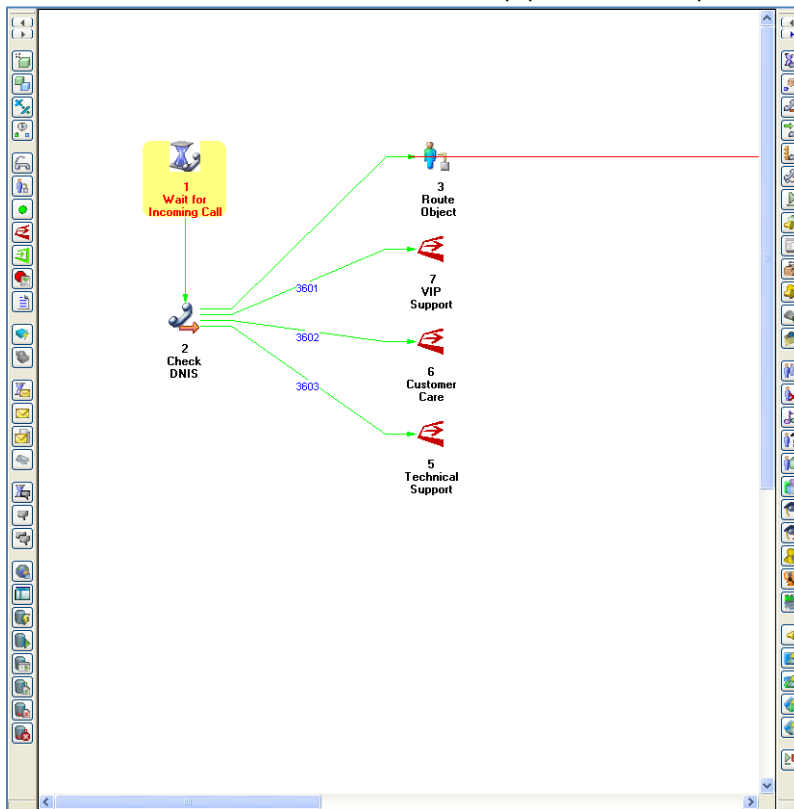 1
Wait for
Incoming Call
3
Route
Object
3601
7
VIP
Support
2
Check
DNIS
3602
6
Customer
Care
3603
5
Technical
Support